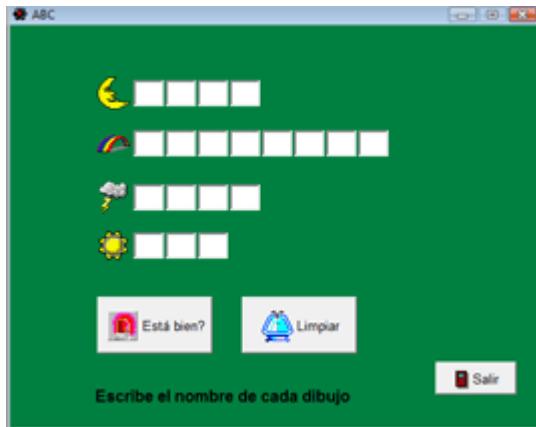 ABC
Está bien?
Limpiar
Salir
Escribe el nombre de cada dibujo